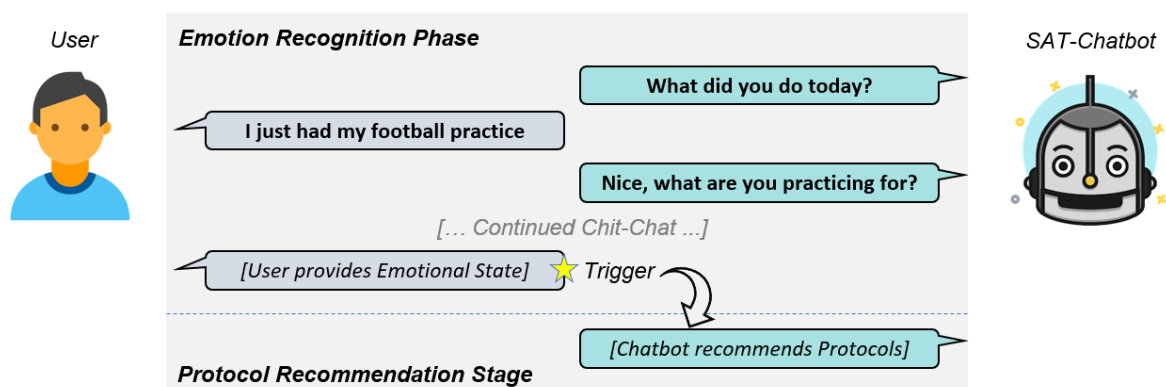 User
Emotion Recognition Phase
SAT-Chatbot
What did you do today?
I just had my football practice
Nice, what are you practicing for?
[… Continued Chit-Chat ...]
[User provides Emotional State]
Trigger
[Chatbot recommends Protocols]
Protocol Recommendation Stage